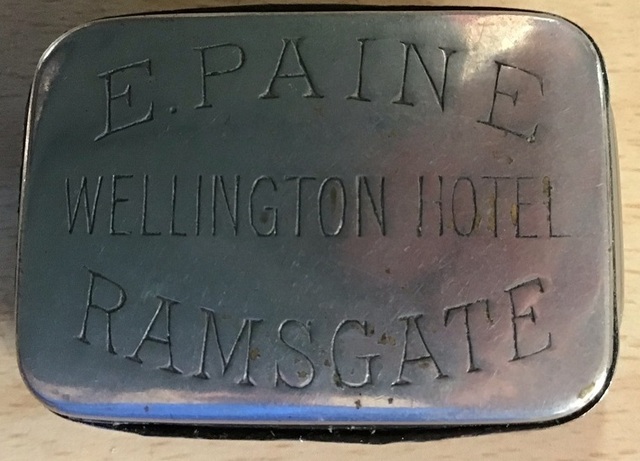 E. PAINE
WELLINGTON HOTEL
RAMSGATE